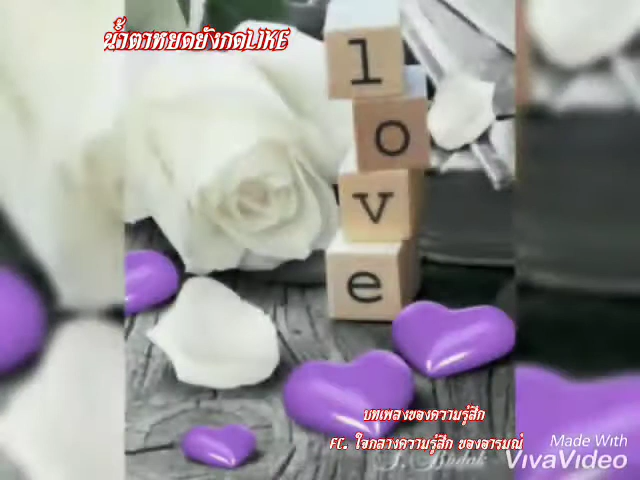 น้ำตาหยดยังกดLIKE
l
o
v
e
บทเพลงของความรู้สึก
FC. ใจกลางความรู้สึก ของอารมณ์
Made With
VivaVideo